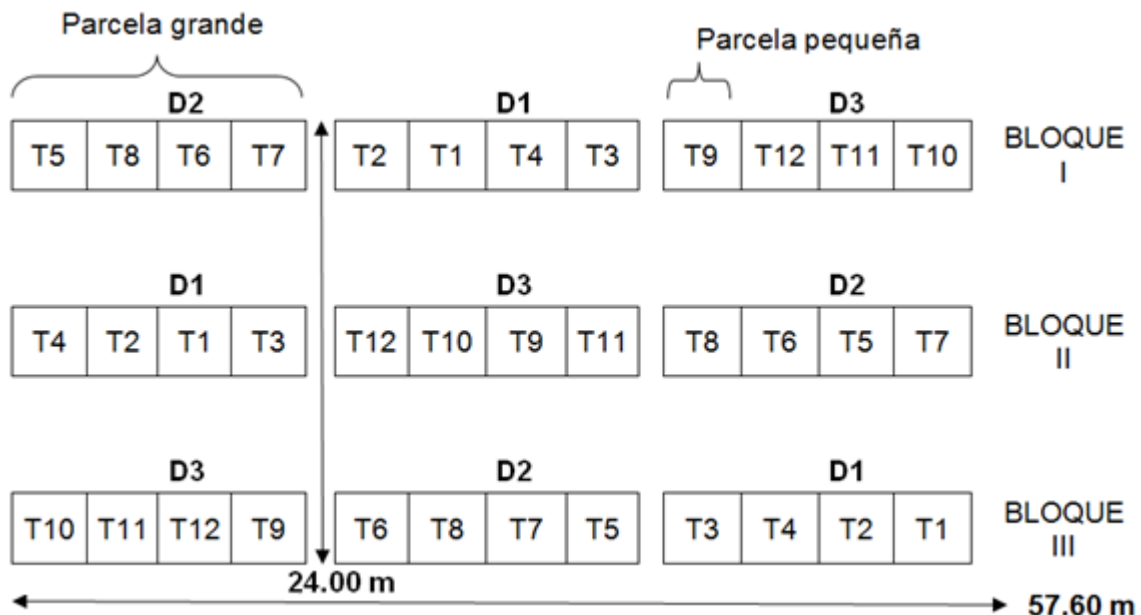 Parcela grande
Parcela pequeña
D2 D1 D3
T5 T8 T6 T7 T2 T1 T4 T3 T9 T12 T11 T10
BLOQUE
I
D1 D3 D2
T4 T2 T1 T3 T12 T10 T9 T11 T8 T6 T5 T7
BLOQUE
II
D3 D2 D1
T10 T11 T12 T9 T6 T8 T7 T5 T3 T4 T2 T1
BLOQUE
III
24.00 m
57.60 m